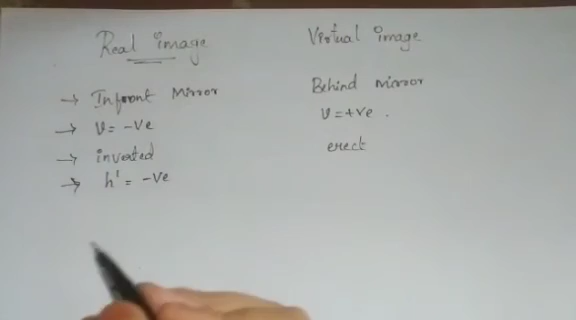 Real image Virtual image
→ Infront Mirror Behind mirror
→ v = -ve v = +ve .
→ inverted erect
→ h' = -ve